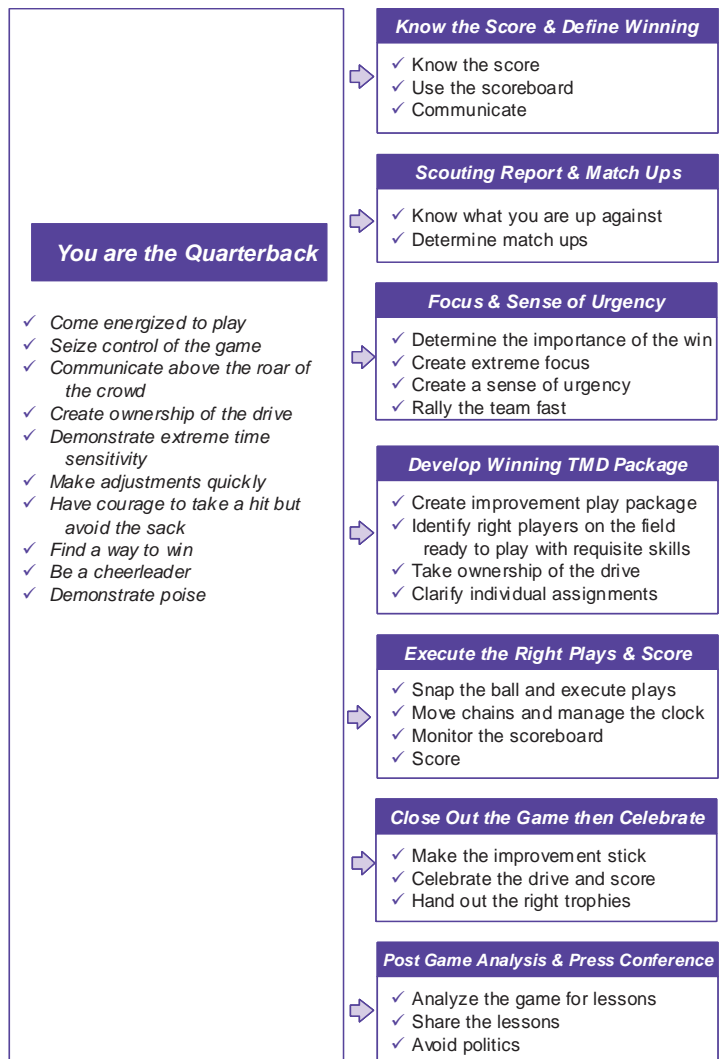 You are the Quarterback
✓ Come energized to play
✓ Seize control of the game
✓ Communicate above the roar of
the crowd
✓ Create ownership of the drive
✓ Demonstrate extreme time
sensitivity
✓ Make adjustments quickly
✓ Have courage to take a hit but
avoid the sack
✓ Find a way to win
✓ Be a cheerleader
✓ Demonstrate poise
Know the Score & Define Winning
✓ Know the score
✓ Use the scoreboard
✓ Communicate
Scouting Report & Match Ups
✓ Know what you are up against
✓ Determine match ups
Focus & Sense of Urgency
✓ Determine the importance of the win
✓ Create extreme focus
✓ Create a sense of urgency
✓ Rally the team fast
Develop Winning TMD Package
✓ Create improvement play package
✓ Identify right players on the field
ready to play with requisite skills
✓ Take ownership of the drive
✓ Clarify individual assignments
Execute the Right Plays & Score
✓ Snap the ball and execute plays
✓ Move chains and manage the clock
✓ Monitor the scoreboard
✓ Score
Close Out the Game then Celebrate
✓ Make the improvement stick
✓ Celebrate the drive and score
✓ Hand out the right trophies
Post Game Analysis & Press Conference
✓ Analyze the game for lessons
✓ Share the lessons
✓ Avoid politics